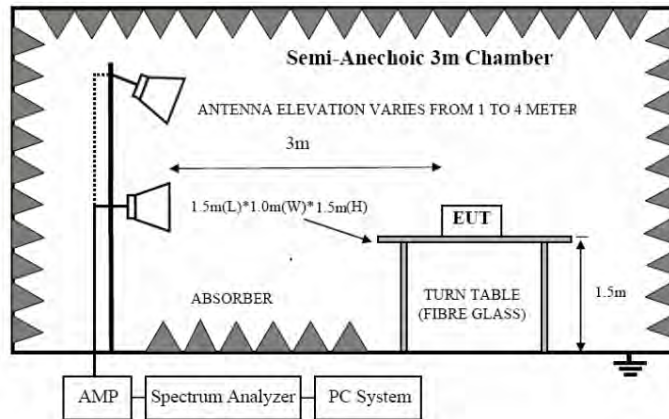 Semi-Anechoic 3m Chamber
ANTENNA ELEVATION VARIES FROM 1 TO 4 METER
3m
1.5m(L)*1.0m(W)*1.5m(H)
EUT
ABSORBER
TURN TABLE
(FIBRE GLASS)
1.5m
AMP
Spectrum Analyzer
PC System